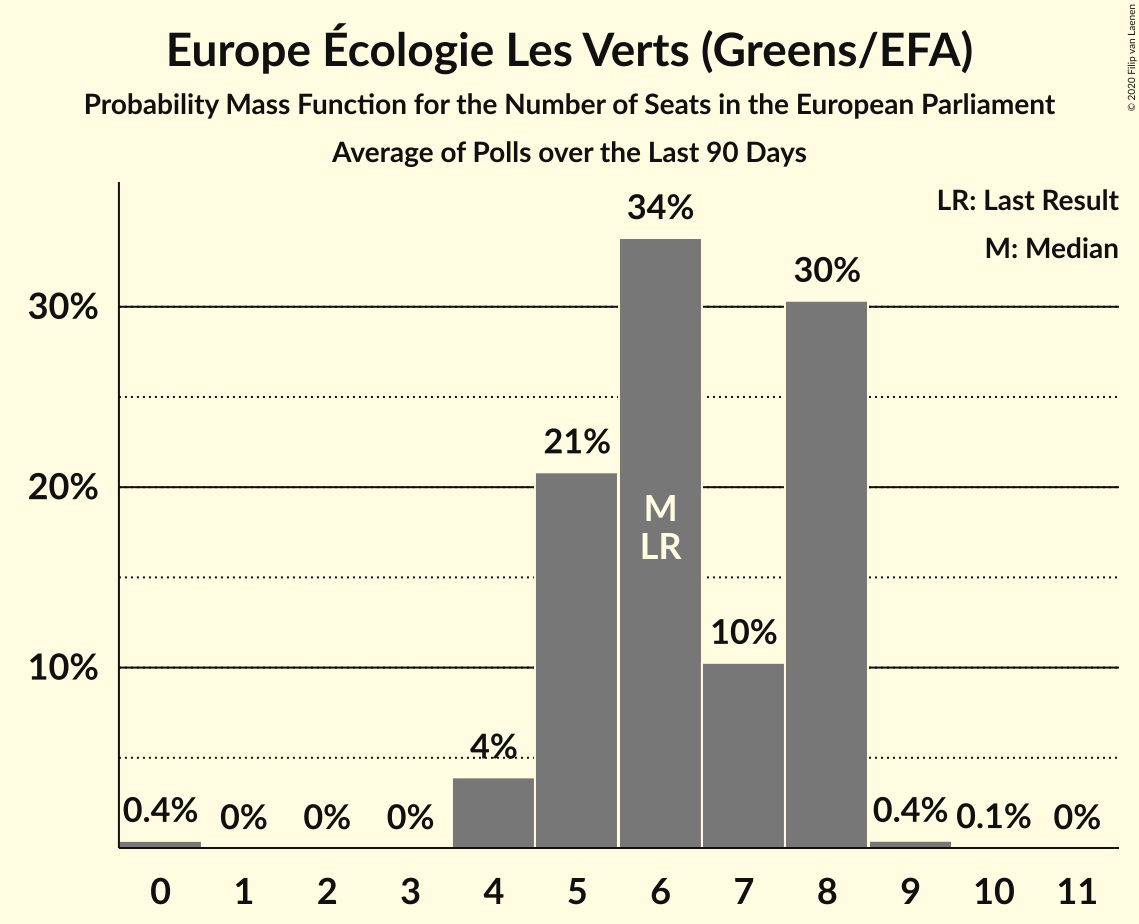 Europe Écologie Les Verts (Greens/EFA)
Probability Mass Function for the Number of Seats in the European Parliament
Average of Polls over the Last 90 Days
© 2020 Filip van Laenen
LR: Last Result
M: Median
34%
30%
30%
21%
20%
M
LR
10%
10%
4%
0.4% 0% 0% 0% 0.4% 0.1% 0%
0 1 2 3 4 5 6 7 8 9 10 11